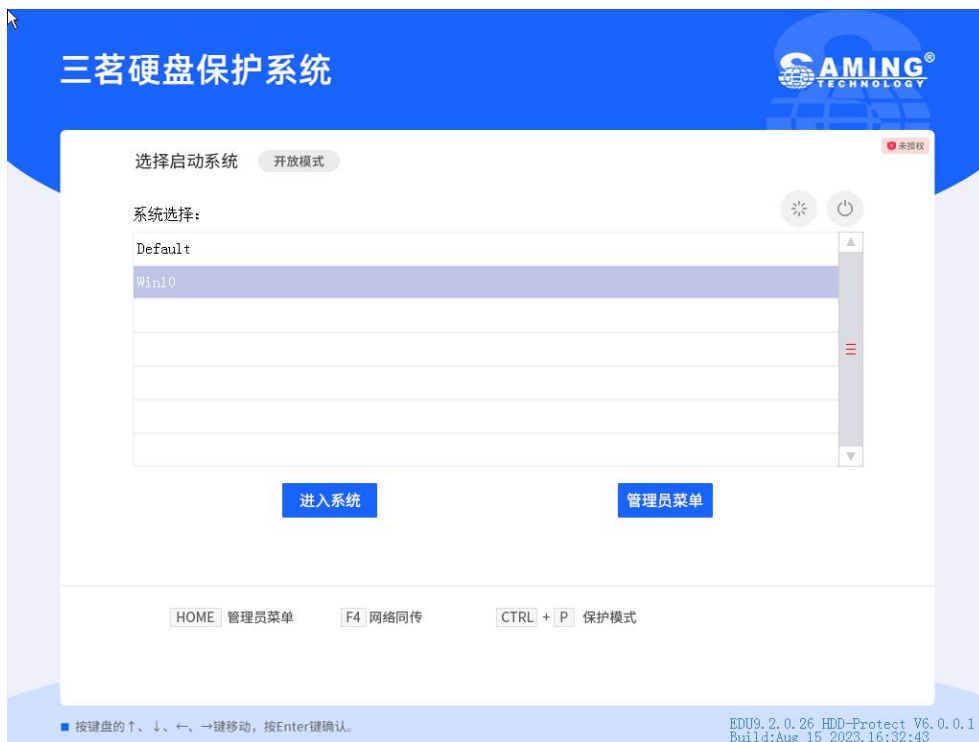 三茗硬盘保护系统
SAMING®
TECHNOLOGY
选择启动系统 开放模式
未授权
系统选择：
Default
Win10
进入系统 管理员菜单
HOME 管理员菜单 F4 网络同传 CTRL + P 保护模式
按键盘的↑、↓、←、→键移动，按Enter键确认。
EDU9.2.0.26 HDD-Protect V6.0.0.1
Build:Aug 15 2023,16:32:43